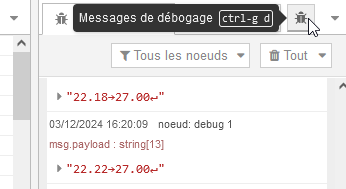 Messages de débogage ctrl-g d
Tous les noeuds Tout
"22.18→27.00↵"
03/12/2024 16:20:09 noeud: debug 1
msg.payload : string[13]
"22.22→27.00↵"